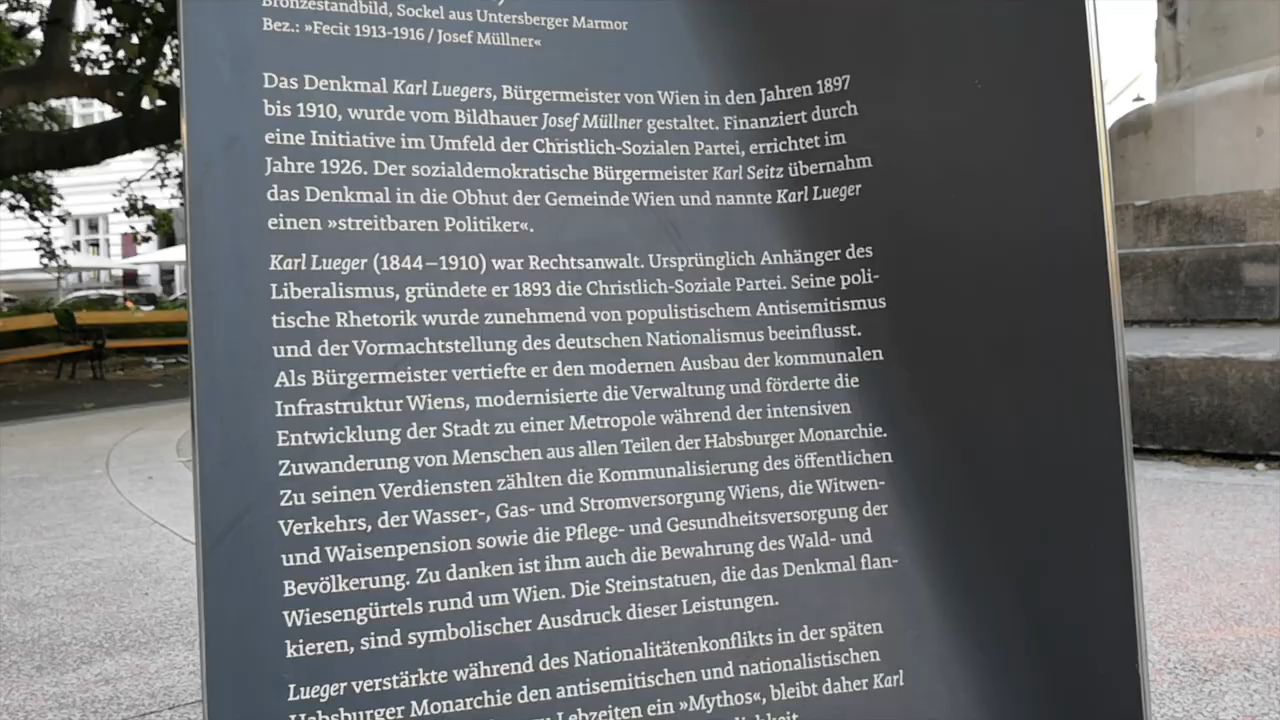 Bronzestandbild, Sockel aus Untersberger Marmor
Bez.: »Fecit 1913-1916 / Josef Müllner«
Das Denkmal Karl Luegers, Bürgermeister von Wien in den Jahren 1897
bis 1910, wurde vom Bildhauer Josef Müllner gestaltet. Finanziert durch
eine Initiative im Umfeld der Christlich-Sozialen Partei, errichtet im
Jahre 1926. Der sozialdemokratische Bürgermeister Karl Seitz übernahm
das Denkmal in die Obhut der Gemeinde Wien und nannte Karl Lueger
einen »streitbaren Politiker«.
Karl Lueger (1844–1910) war Rechtsanwalt. Ursprünglich Anhänger des
Liberalismus, gründete er 1893 die Christlich-Soziale Partei. Seine poli-
tische Rhetorik wurde zunehmend von populistischem Antisemitismus
und der Vormachtstellung des deutschen Nationalismus beeinflusst.
Als Bürgermeister vertiefte er den modernen Ausbau der kommunalen
Infrastruktur Wiens, modernisierte die Verwaltung und förderte die
Entwicklung der Stadt zu einer Metropole während der intensiven
Zuwanderung von Menschen aus allen Teilen der Habsburger Monarchie.
Zu seinen Verdiensten zählten die Kommunalisierung des öffentlichen
Verkehrs, der Wasser-, Gas- und Stromversorgung Wiens, die Witwen-
und Waisenpension sowie die Pflege- und Gesundheitsversorgung der
Bevölkerung. Zu danken ist ihm auch die Bewahrung des Wald- und
Wiesengürtels rund um Wien. Die Steinstatuen, die das Denkmal flan-
kieren, sind symbolischer Ausdruck dieser Leistungen.
Lueger verstärkte während des Nationalitätenkonflikts in der späten
Habsburger Monarchie den antisemitischen und nationalistischen
zu Lebzeiten ein »Mythos«, bleibt daher Karl